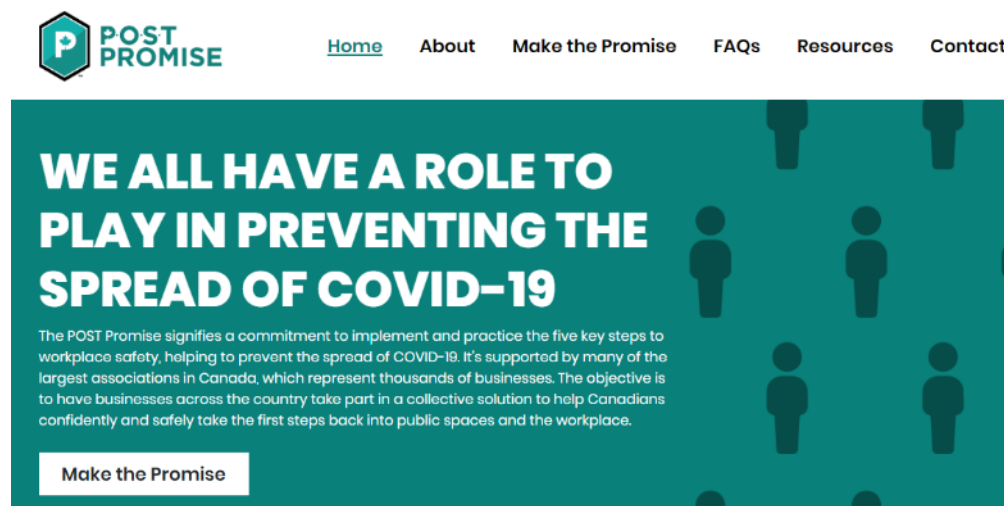 P
POST
PROMISE
Home
About
Make the Promise
FAQs
Resources
Contact
WE ALL HAVE A ROLE TO
PLAY IN PREVENTING THE
SPREAD OF COVID-19
The POST Promise signifies a commitment to implement and practice the five key steps to
workplace safety, helping to prevent the spread of COVID-19. It's supported by many of the
largest associations in Canada, which represent thousands of businesses. The objective is
to have businesses across the country take part in a collective solution to help Canadians
confidently and safely take the first steps back into public spaces and the workplace.
Make the Promise